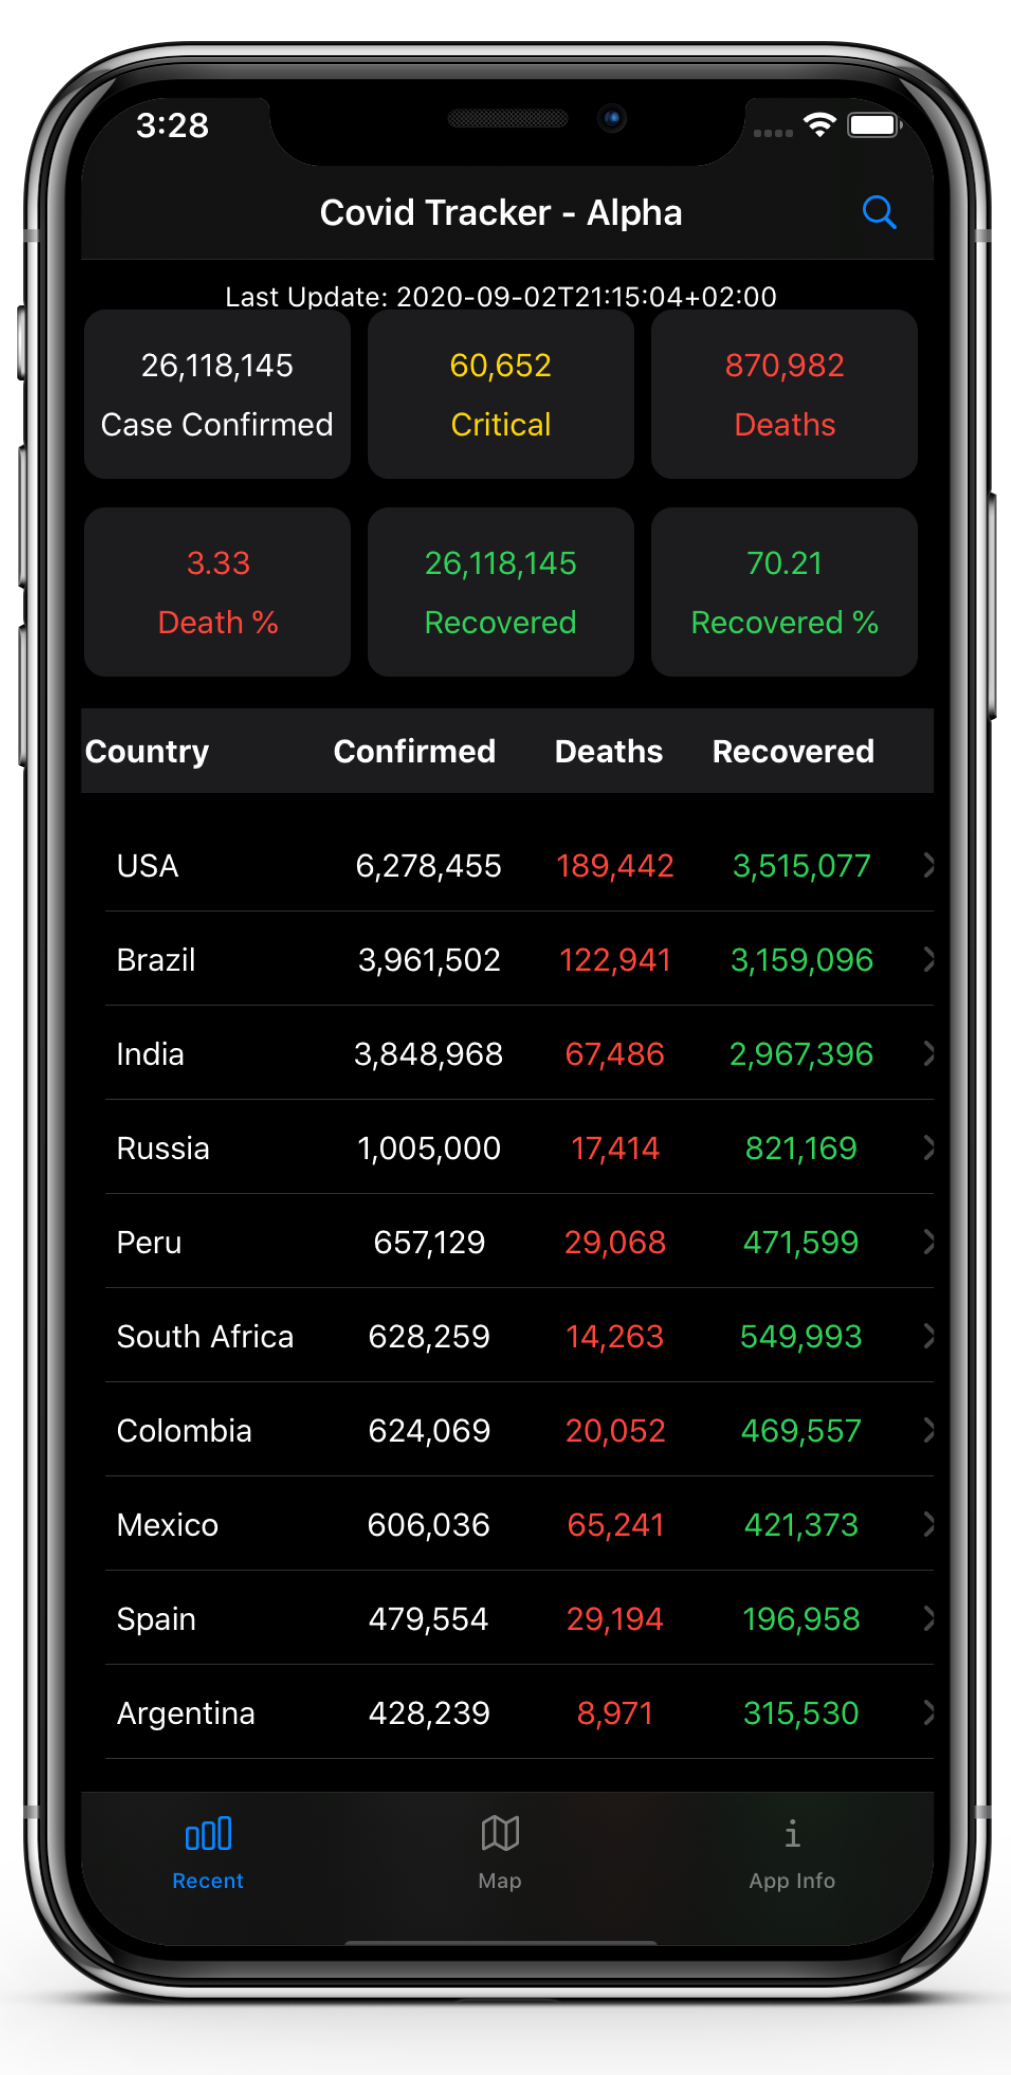 3:28
Covid Tracker - Alpha
Last Update: 2020-09-02T21:15:04+02:00
26,118,145 60,652 870,982
Case Confirmed Critical Deaths
3.33 26,118,145 70.21
Death % Recovered Recovered %
Country Confirmed Deaths Recovered
USA 6,278,455 189,442 3,515,077
Brazil 3,961,502 122,941 3,159,096
India 3,848,968 67,486 2,967,396
Russia 1,005,000 17,414 821,169
Peru 657,129 29,068 471,599
South Africa 628,259 14,263 549,993
Colombia 624,069 20,052 469,557
Mexico 606,036 65,241 421,373
Spain 479,554 29,194 196,958
Argentina 428,239 8,971 315,530
Recent Map App Info